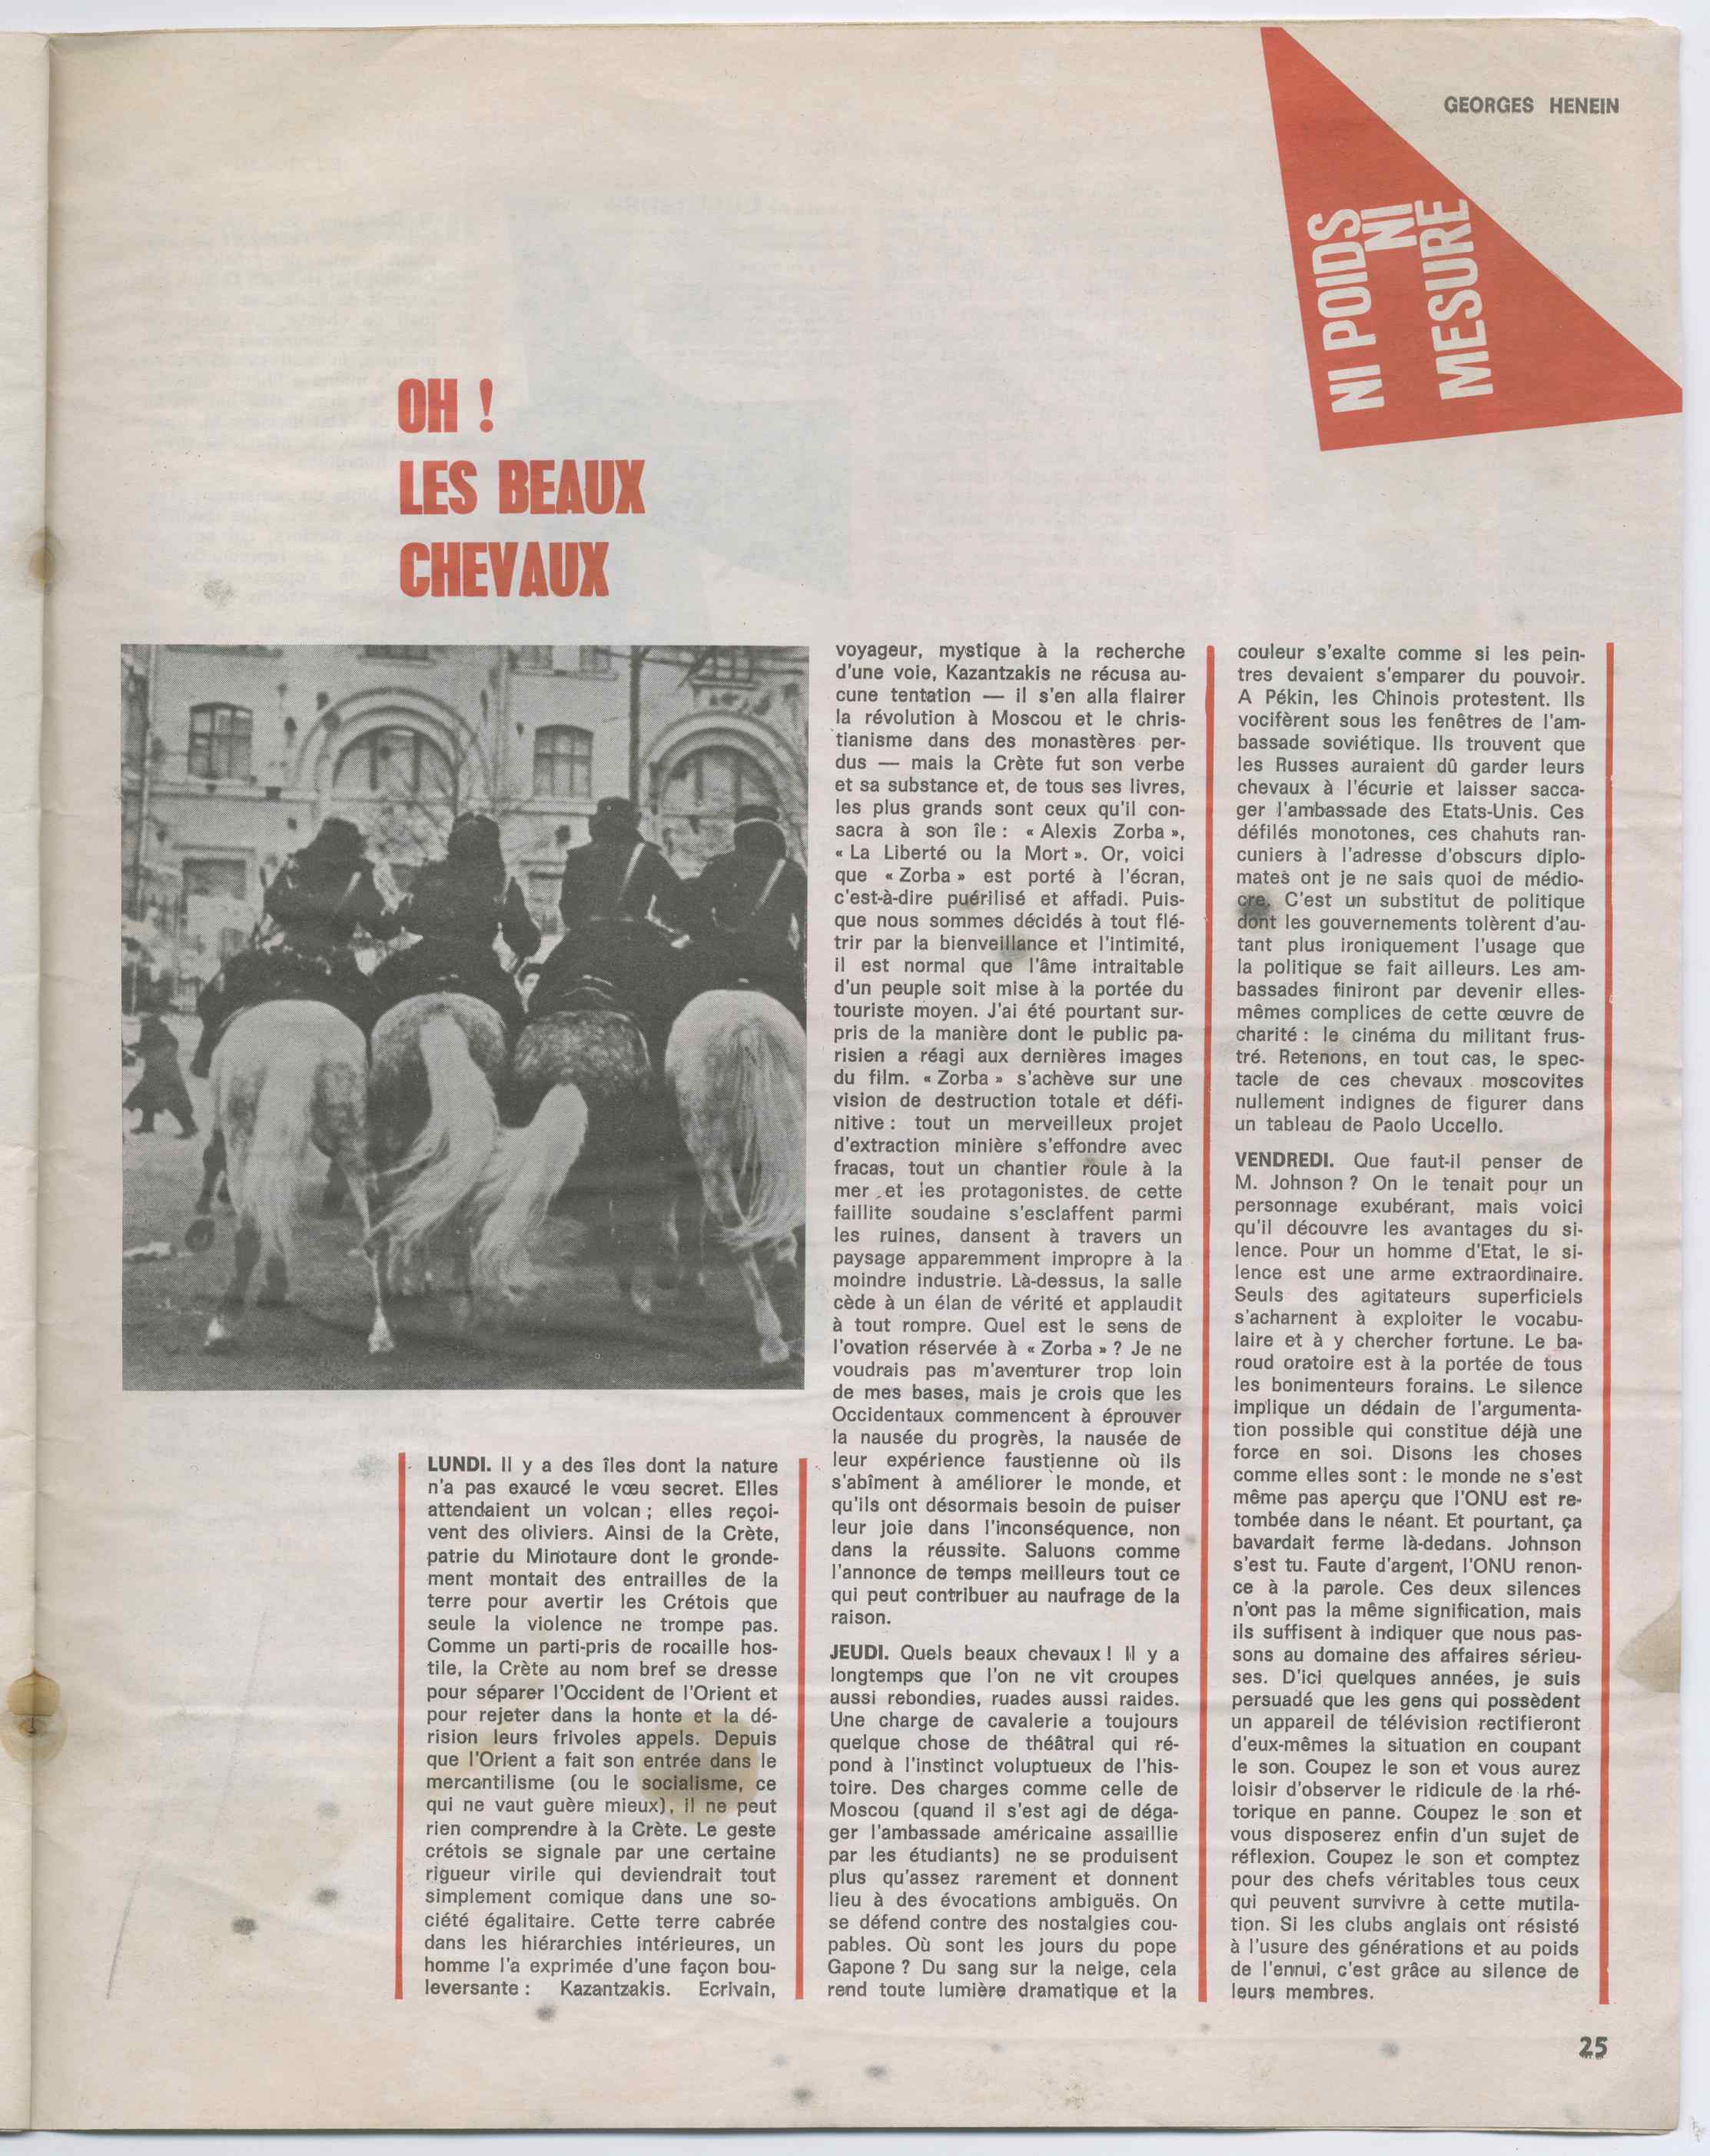 GEORGES HENEIN
NI POIDS
NI
MESURE
OH !
LES BEAUX
CHEVAUX
LUNDI. Il y a des îles dont la nature
n'a pas exaucé le vœu secret. Elles
attendaient un volcan ; elles reçoi-
vent des oliviers. Ainsi de la Crète,
patrie du Minotaure dont le gronde-
ment montait des entrailles de la
terre pour avertir les Crétois que
seule la violence ne trompe pas.
Comme un parti-pris de rocaille hos-
tile, la Crète au nom bref se dresse
pour séparer l'Occident de l'Orient et
pour rejeter dans la honte et la dé-
rision leurs frivoles appels. Depuis
que l'Orient a fait son entrée dans le
mercantilisme (ou le socialisme, ce
qui ne vaut guère mieux), il ne peut
rien comprendre à la Crète. Le geste
crétois se signale par une certaine
rigueur virile qui deviendrait tout
simplement comique dans une so-
ciété égalitaire. Cette terre cabrée
dans les hiérarchies intérieures, un
homme l'a exprimée d'une façon bou-
leversante : Kazantzakis. Ecrivain,
voyageur, mystique à la recherche
d'une voie, Kazantzakis ne récusa au-
cune tentation — il s'en alla flairer
la révolution à Moscou et le chris-
tianisme dans des monastères per-
dus — mais la Crète fut son verbe
et sa substance et, de tous ses livres,
les plus grands sont ceux qu'il con-
sacra à son île : « Alexis Zorba »,
« La Liberté ou la Mort ». Or, voici
que « Zorba » est porté à l'écran,
c'est-à-dire puérilisé et affadi. Puis-
que nous sommes décidés à tout flé-
trir par la bienveillance et l'intimité,
il est normal que l'âme intraitable
d'un peuple soit mise à la portée du
touriste moyen. J'ai été pourtant sur-
pris de la manière dont le public pa-
risien a réagi aux dernières images
du film. « Zorba » s'achève sur une
vision de destruction totale et défi-
nitive : tout un merveilleux projet
d'extraction minière s'effondre avec
fracas, tout un chantier roule à la
mer et les protagonistes de cette
faillite soudaine s'esclaffent parmi
les ruines, dansent à travers un
paysage apparemment impropre à la
moindre industrie. Là-dessus, la salle
cède à un élan de vérité et applaudit
à tout rompre. Quel est le sens de
l'ovation réservée à « Zorba » ? Je ne
voudrais pas m'aventurer trop loin
de mes bases, mais je crois que les
Occidentaux commencent à éprouver
la nausée du progrès, la nausée de
leur expérience faustienne où ils
s'abîment à améliorer le monde, et
qu'ils ont désormais besoin de puiser
leur joie dans l'inconséquence, non
dans la réussite. Saluons comme
l'annonce de temps meilleurs tout ce
qui peut contribuer au naufrage de la
raison.
JEUDI. Quels beaux chevaux ! Il y a
longtemps que l'on ne vit croupes
aussi rebondies, ruades aussi raides.
Une charge de cavalerie a toujours
quelque chose de théâtral qui ré-
pond à l'instinct voluptueux de l'his-
toire. Des charges comme celle de
Moscou (quand il s'est agi de déga-
ger l'ambassade américaine assaillie
par les étudiants) ne se produisent
plus qu'assez rarement et donnent
lieu à des évocations ambiguës. On
se défend contre des nostalgies cou-
pables. Où sont les jours du pope
Gapone ? Du sang sur la neige, cela
rend toute lumière dramatique et la
couleur s'exalte comme si les pein-
tres devaient s'emparer du pouvoir.
A Pékin, les Chinois protestent. Ils
vocifèrent sous les fenêtres de l'am-
bassade soviétique. Ils trouvent que
les Russes auraient dû garder leurs
chevaux à l'écurie et laisser sacca-
ger l'ambassade des Etats-Unis. Ces
défilés monotones, ces chahuts ran-
cuniers à l'adresse d'obscurs diplo-
mates ont je ne sais quoi de médio-
cre. C'est un substitut de politique
dont les gouvernements tolèrent d'au-
tant plus ironiquement l'usage que
la politique se fait ailleurs. Les am-
bassades finiront par devenir elles-
mêmes complices de cette œuvre de
charité : le cinéma du militant frus-
tré. Retenons, en tout cas, le spec-
tacle de ces chevaux moscovites
nullement indignes de figurer dans
un tableau de Paolo Uccello.
VENDREDI. Que faut-il penser de
M. Johnson ? On le tenait pour un
personnage exubérant, mais voici
qu'il découvre les avantages du si-
lence. Pour un homme d'Etat, le si-
lence est une arme extraordinaire.
Seuls des agitateurs superficiels
s'acharnent à exploiter le vocabu-
laire et à y chercher fortune. Le ba-
roud oratoire est à la portée de tous
les bonimenteurs forains. Le silence
implique un dédain de l'argumenta-
tion possible qui constitue déjà une
force en soi. Disons les choses
comme elles sont : le monde ne s'est
même pas aperçu que l'ONU est re-
tombée dans le néant. Et pourtant, ça
bavardait ferme là-dedans. Johnson
s'est tu. Faute d'argent, l'ONU renon-
ce à la parole. Ces deux silences
n'ont pas la même signification, mais
ils suffisent à indiquer que nous pas-
sons au domaine des affaires sérieu-
ses. D'ici quelques années, je suis
persuadé que les gens qui possèdent
un appareil de télévision rectifieront
d'eux-mêmes la situation en coupant
le son. Coupez le son et vous aurez
loisir d'observer le ridicule de la rhé-
torique en panne. Coupez le son et
vous disposerez enfin d'un sujet de
réflexion. Coupez le son et comptez
pour des chefs véritables tous ceux
qui peuvent survivre à cette mutila-
tion. Si les clubs anglais ont résisté
à l'usure des générations et au poids
de l'ennui, c'est grâce au silence de
leurs membres.
25